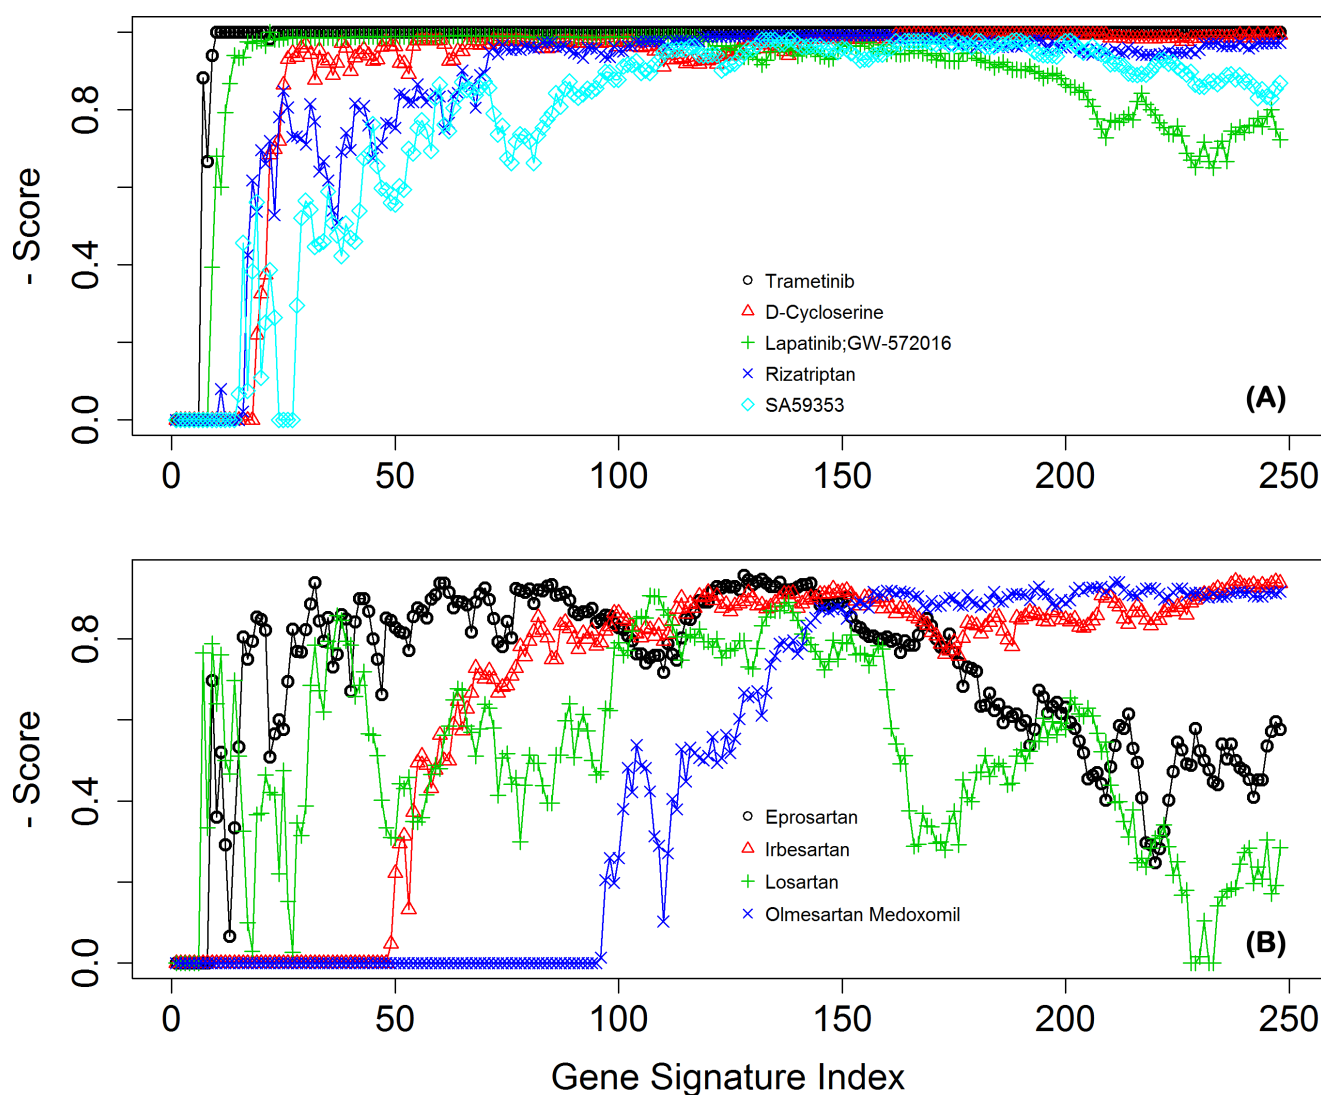 - Score
0.0
0.4
0.8
Trametinib
D-Cycloserine
Lapatinib;GW-572016
Rizatriptan
SA59353
(A)
0 50 100 150 200 250
- Score
0.0
0.4
0.8
Eprosartan
Irbesartan
Losartan
Olmesartan Medoxomil
(B)
0 50 100 150 200 250
Gene Signature Index